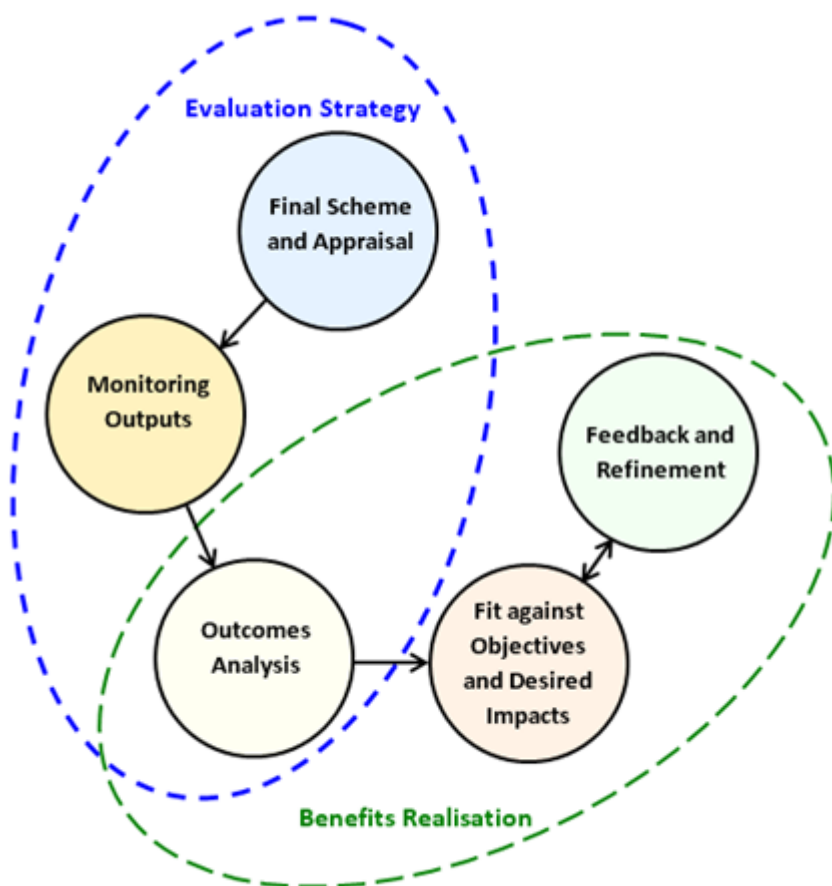 Evaluation Strategy
Final Scheme
and Appraisal
Monitoring
Outputs
Feedback and
Refinement
Outcomes
Analysis
Fit against
Objectives
and Desired
Impacts
Benefits Realisation